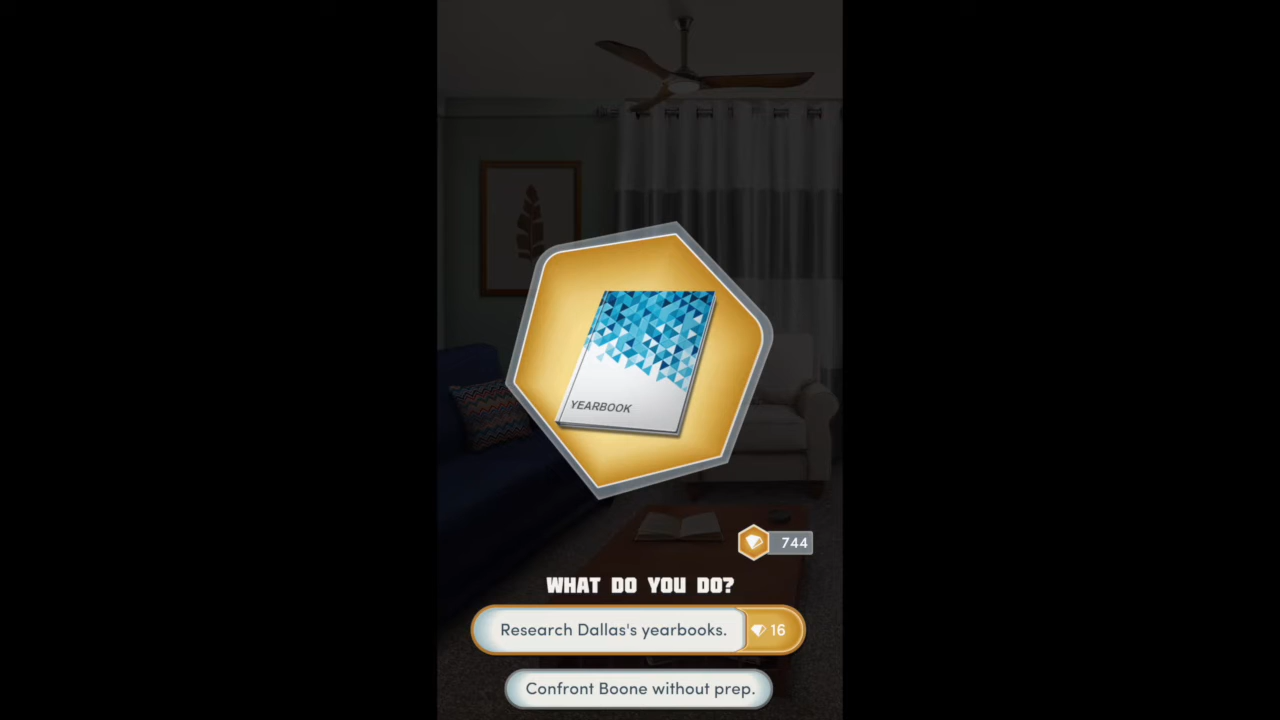 YEARBOOK
744
WHAT DO YOU DO?
Research Dallas's yearbooks. 16
Confront Boone without prep.